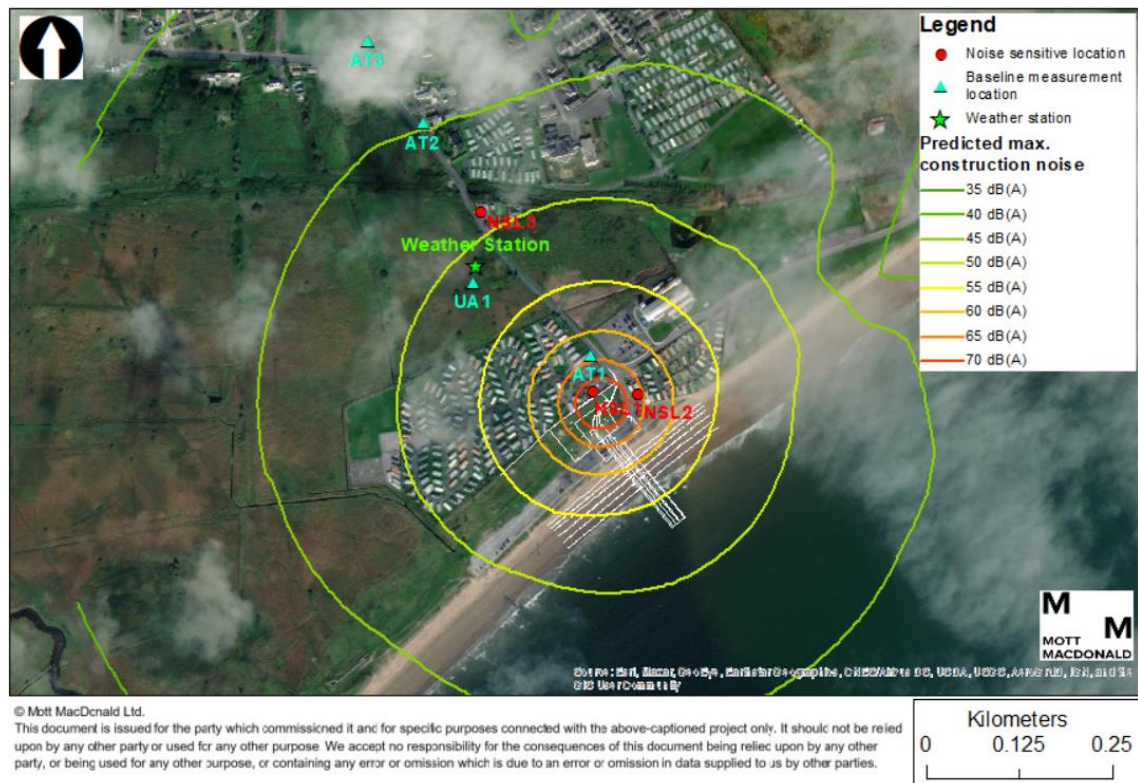 Legend
Noise sensitive location
Baseline measurement
location
Weather station
Predicted max.
construction noise
35 dB(A)
40 dB(A)
45 dB(A)
50 dB(A)
55 dB(A)
60 dB(A)
65 dB(A)
70 dB(A)
AT3
AT2
NSL3
Weather Station
UA1
AT1
NSL1
NSL2
M
M
MOTT
MACDONALD
GIS User Community
© Mott MacDonald Ltd.
This document is issued for the party which commissioned it and for specific purposes connected with the above-captioned project only. It should not be relied
upon by any other party or used for any other purpose. We accept no responsibility for the consequences of this document being relied upon by any other
party, or being used for any other purpose, or containing any error or omission which is due to an error or omission in data supplied to us by other parties.
Kilometers
0 0.125 0.25